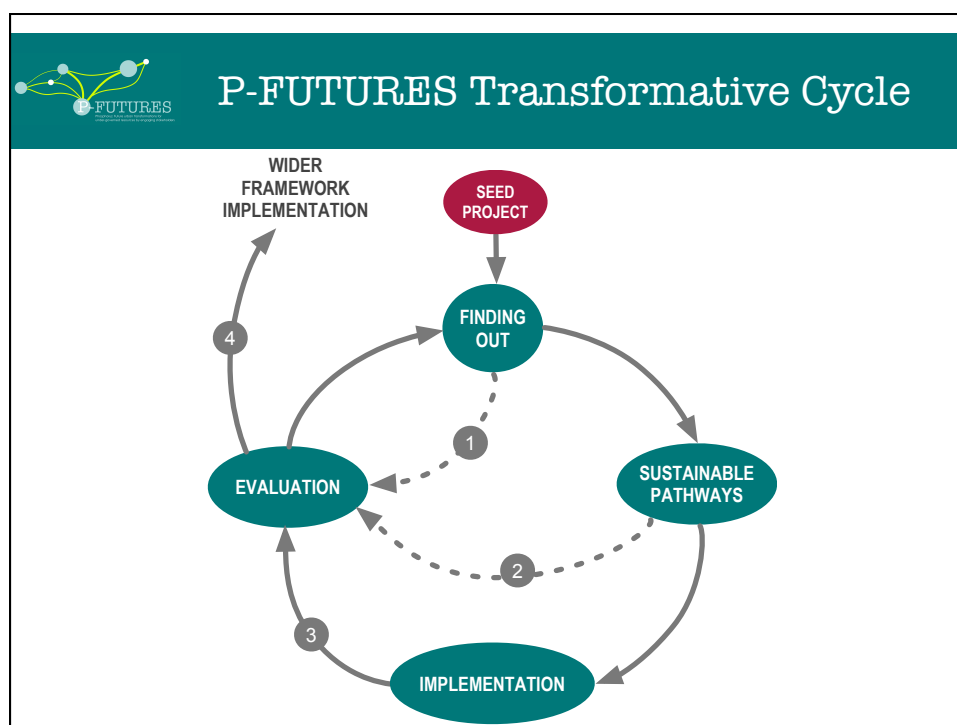 P-FUTURES
P-FUTURES Transformative Cycle
WIDER
FRAMEWORK
IMPLEMENTATION
SEED
PROJECT
FINDING
OUT
4
1
EVALUATION
SUSTAINABLE
PATHWAYS
2
3
IMPLEMENTATION